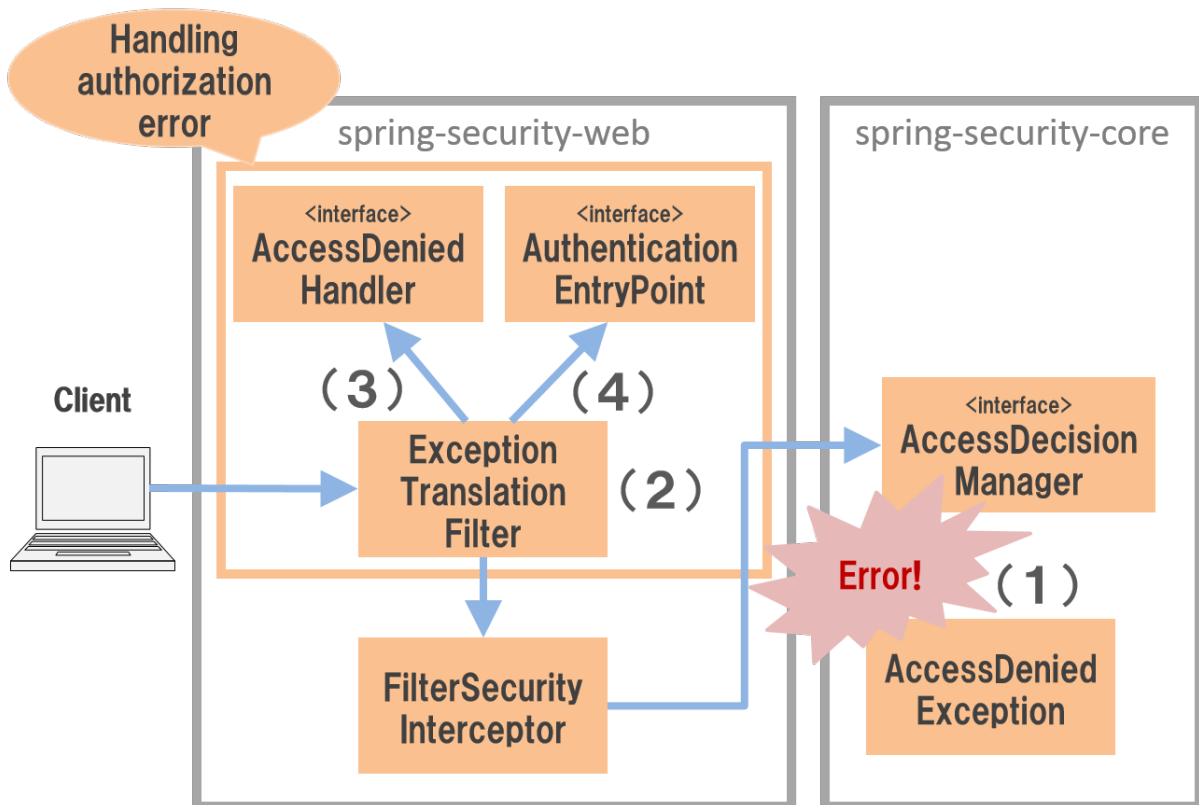 Handling
authorization
error
spring-security-web
spring-security-core
<interface>
AccessDenied
Handler
<interface>
Authentication
EntryPoint
（3）
（4）
Client
Exception
Translation
Filter
（2）
<interface>
AccessDecision
Manager
Error!
（1）
FilterSecurity
Interceptor
AccessDenied
Exception